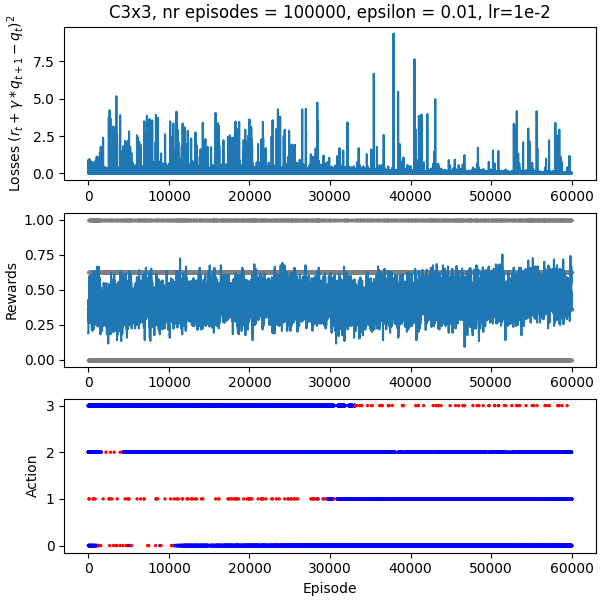 C3x3, nr episodes = 100000, epsilon = 0.01, lr=1e-2
Losses $(r_t + \gamma * q_{t+1} - q_t)^2$
7.5
5.0
2.5
0.0
0 10000 20000 30000 40000 50000 60000
Rewards
1.00
0.75
0.50
0.25
0.00
0 10000 20000 30000 40000 50000 60000
Action
3
2
1
0
0 10000 20000 30000 40000 50000 60000
Episode